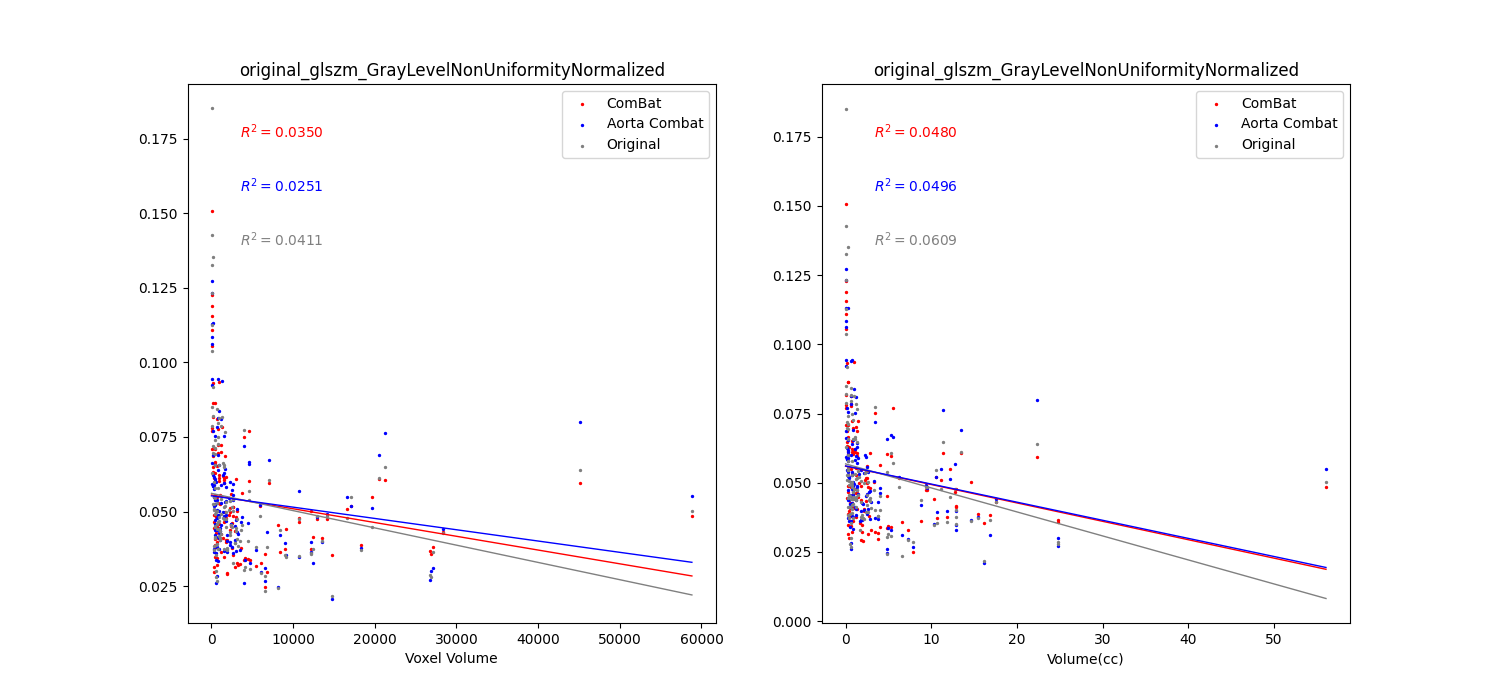 original_glszm_GrayLevelNonUniformityNormalized
ComBat
Aorta Combat
Original
R² = 0.0350
R² = 0.0251
R² = 0.0411
0.175
0.150
0.125
0.100
0.075
0.050
0.025
0 10000 20000 30000 40000 50000 60000
Voxel Volume
original_glszm_GrayLevelNonUniformityNormalized
ComBat
Aorta Combat
Original
R² = 0.0480
R² = 0.0496
R² = 0.0609
0.175
0.150
0.125
0.100
0.075
0.050
0.025
0.000
0 10 20 30 40 50
Volume(cc)